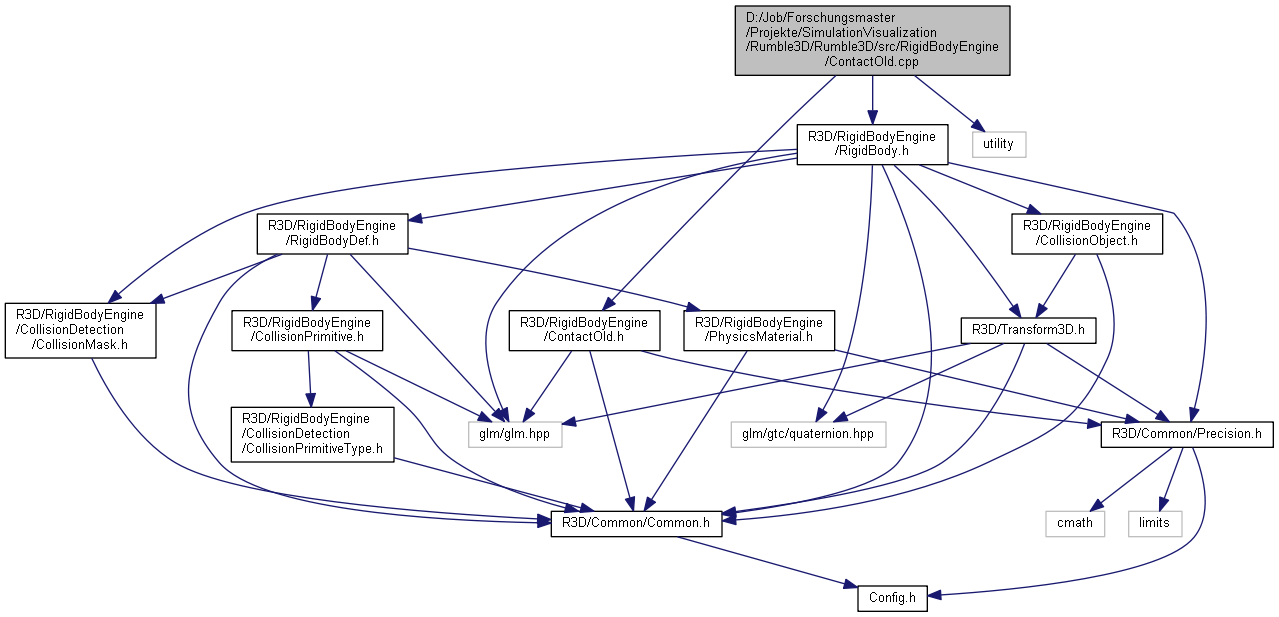 D:/Job/Forschungsmaster
/Projekte/SimulationVisualization
/Rumble3D/Rumble3D/src/RigidBodyEngine
/ContactOld.cpp
R3D/RigidBodyEngine
/RigidBody.h
utility
R3D/RigidBodyEngine
/RigidBodyDef.h
R3D/RigidBodyEngine
/CollisionObject.h
R3D/RigidBodyEngine
/CollisionDetection
/CollisionMask.h
R3D/RigidBodyEngine
/CollisionPrimitive.h
R3D/RigidBodyEngine
/ContactOld.h
R3D/RigidBodyEngine
/PhysicsMaterial.h
R3D/Transform3D.h
R3D/RigidBodyEngine
/CollisionDetection
/CollisionPrimitiveType.h
glm/glm.hpp
glm/gtc/quaternion.hpp
R3D/Common/Precision.h
R3D/Common/Common.h
cmath
limits
Config.h